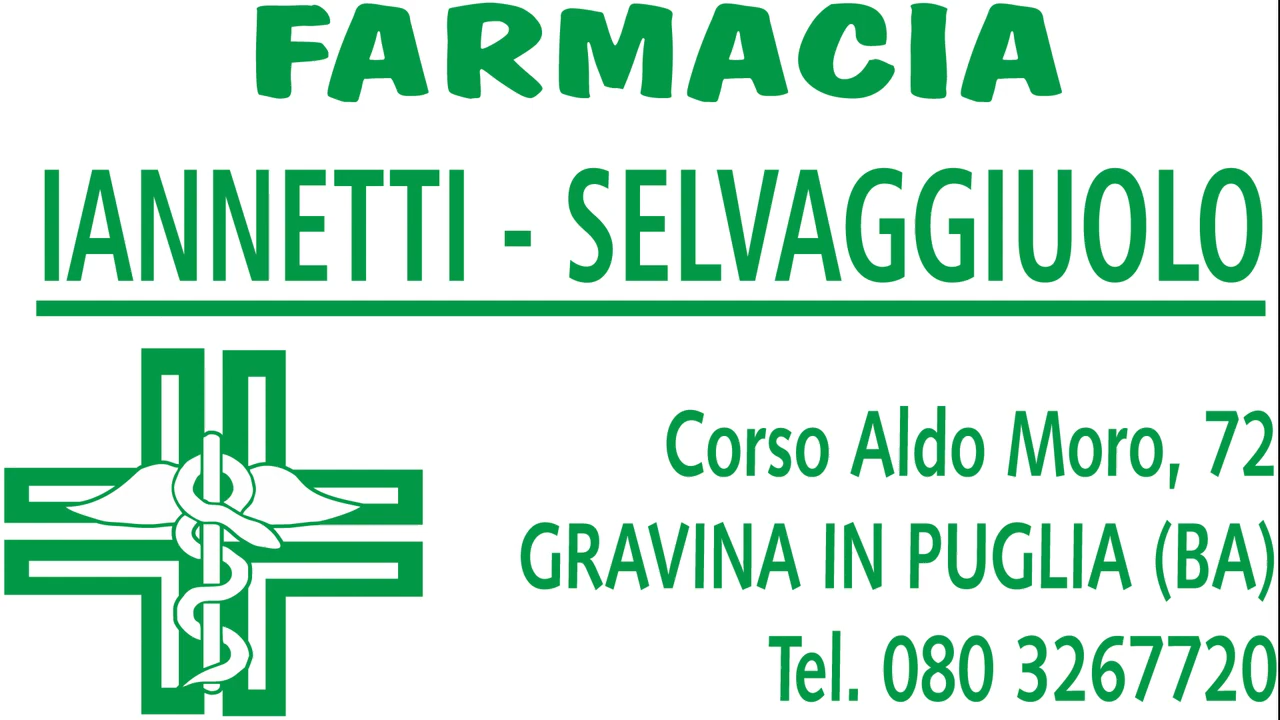 FARMACIA
IANNETTI - SELVAGGIUOLO
Corso Aldo Moro, 72
GRAVINA IN PUGLIA (BA)
Tel. 080 3267720